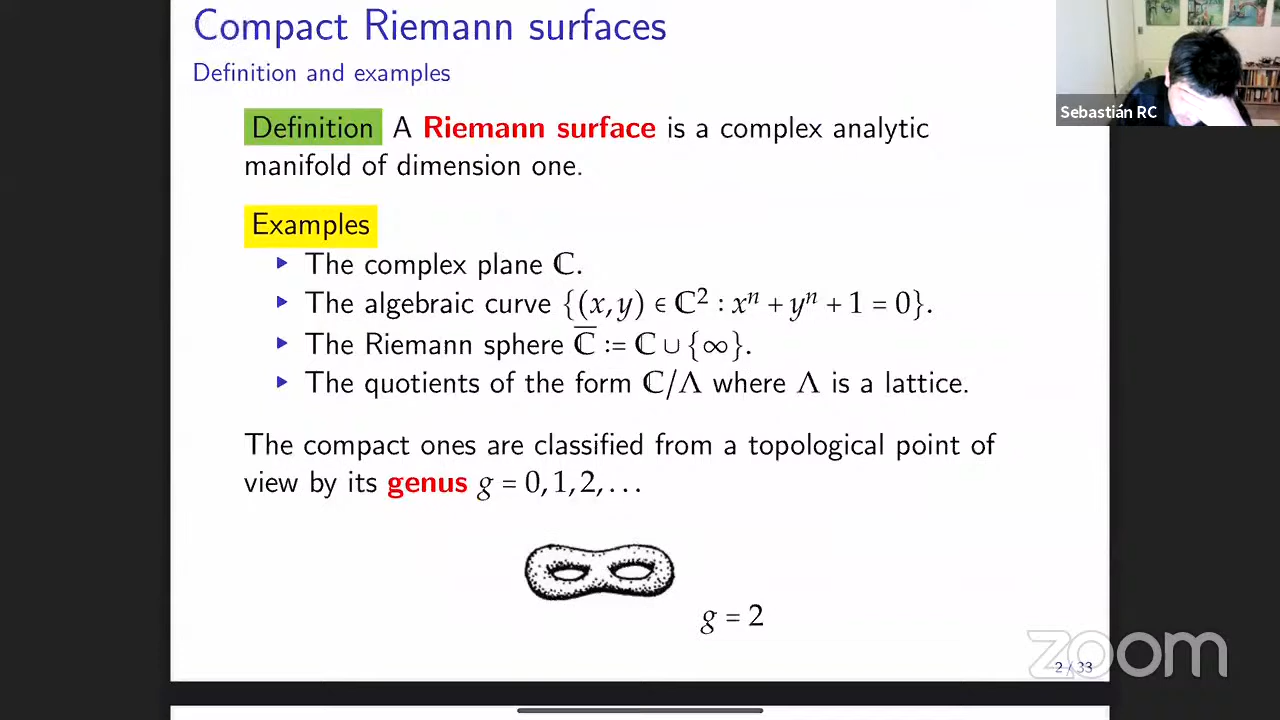 Compact Riemann surfaces
Definition and examples
Sebastián RC
Definition A Riemann surface is a complex analytic
manifold of dimension one.
Examples
▸ The complex plane ℂ.
▸ The algebraic curve {(x, y) ∈ ℂ² : xⁿ + yⁿ + 1 = 0}.
▸ The Riemann sphere ℂ̅ := ℂ ∪ {∞}.
▸ The quotients of the form ℂ/Λ where Λ is a lattice.
The compact ones are classified from a topological point of
view by its genus g = 0, 1, 2, . . .
g = 2
zoom
2 / 33